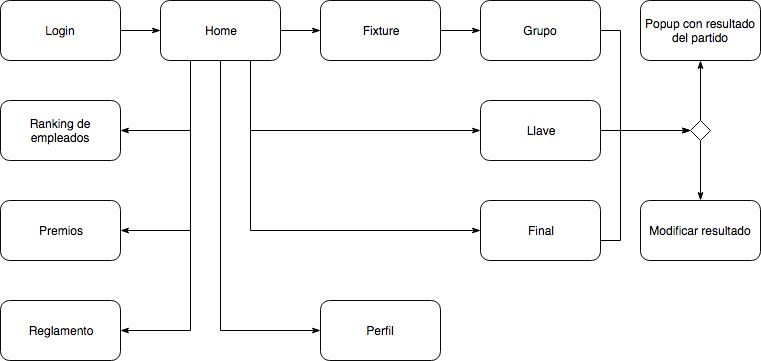 Login
Home
Fixture
Grupo
Popup con resultado
del partido
Ranking de
empleados
Llave
Premios
Final
Modificar resultado
Reglamento
Perfil